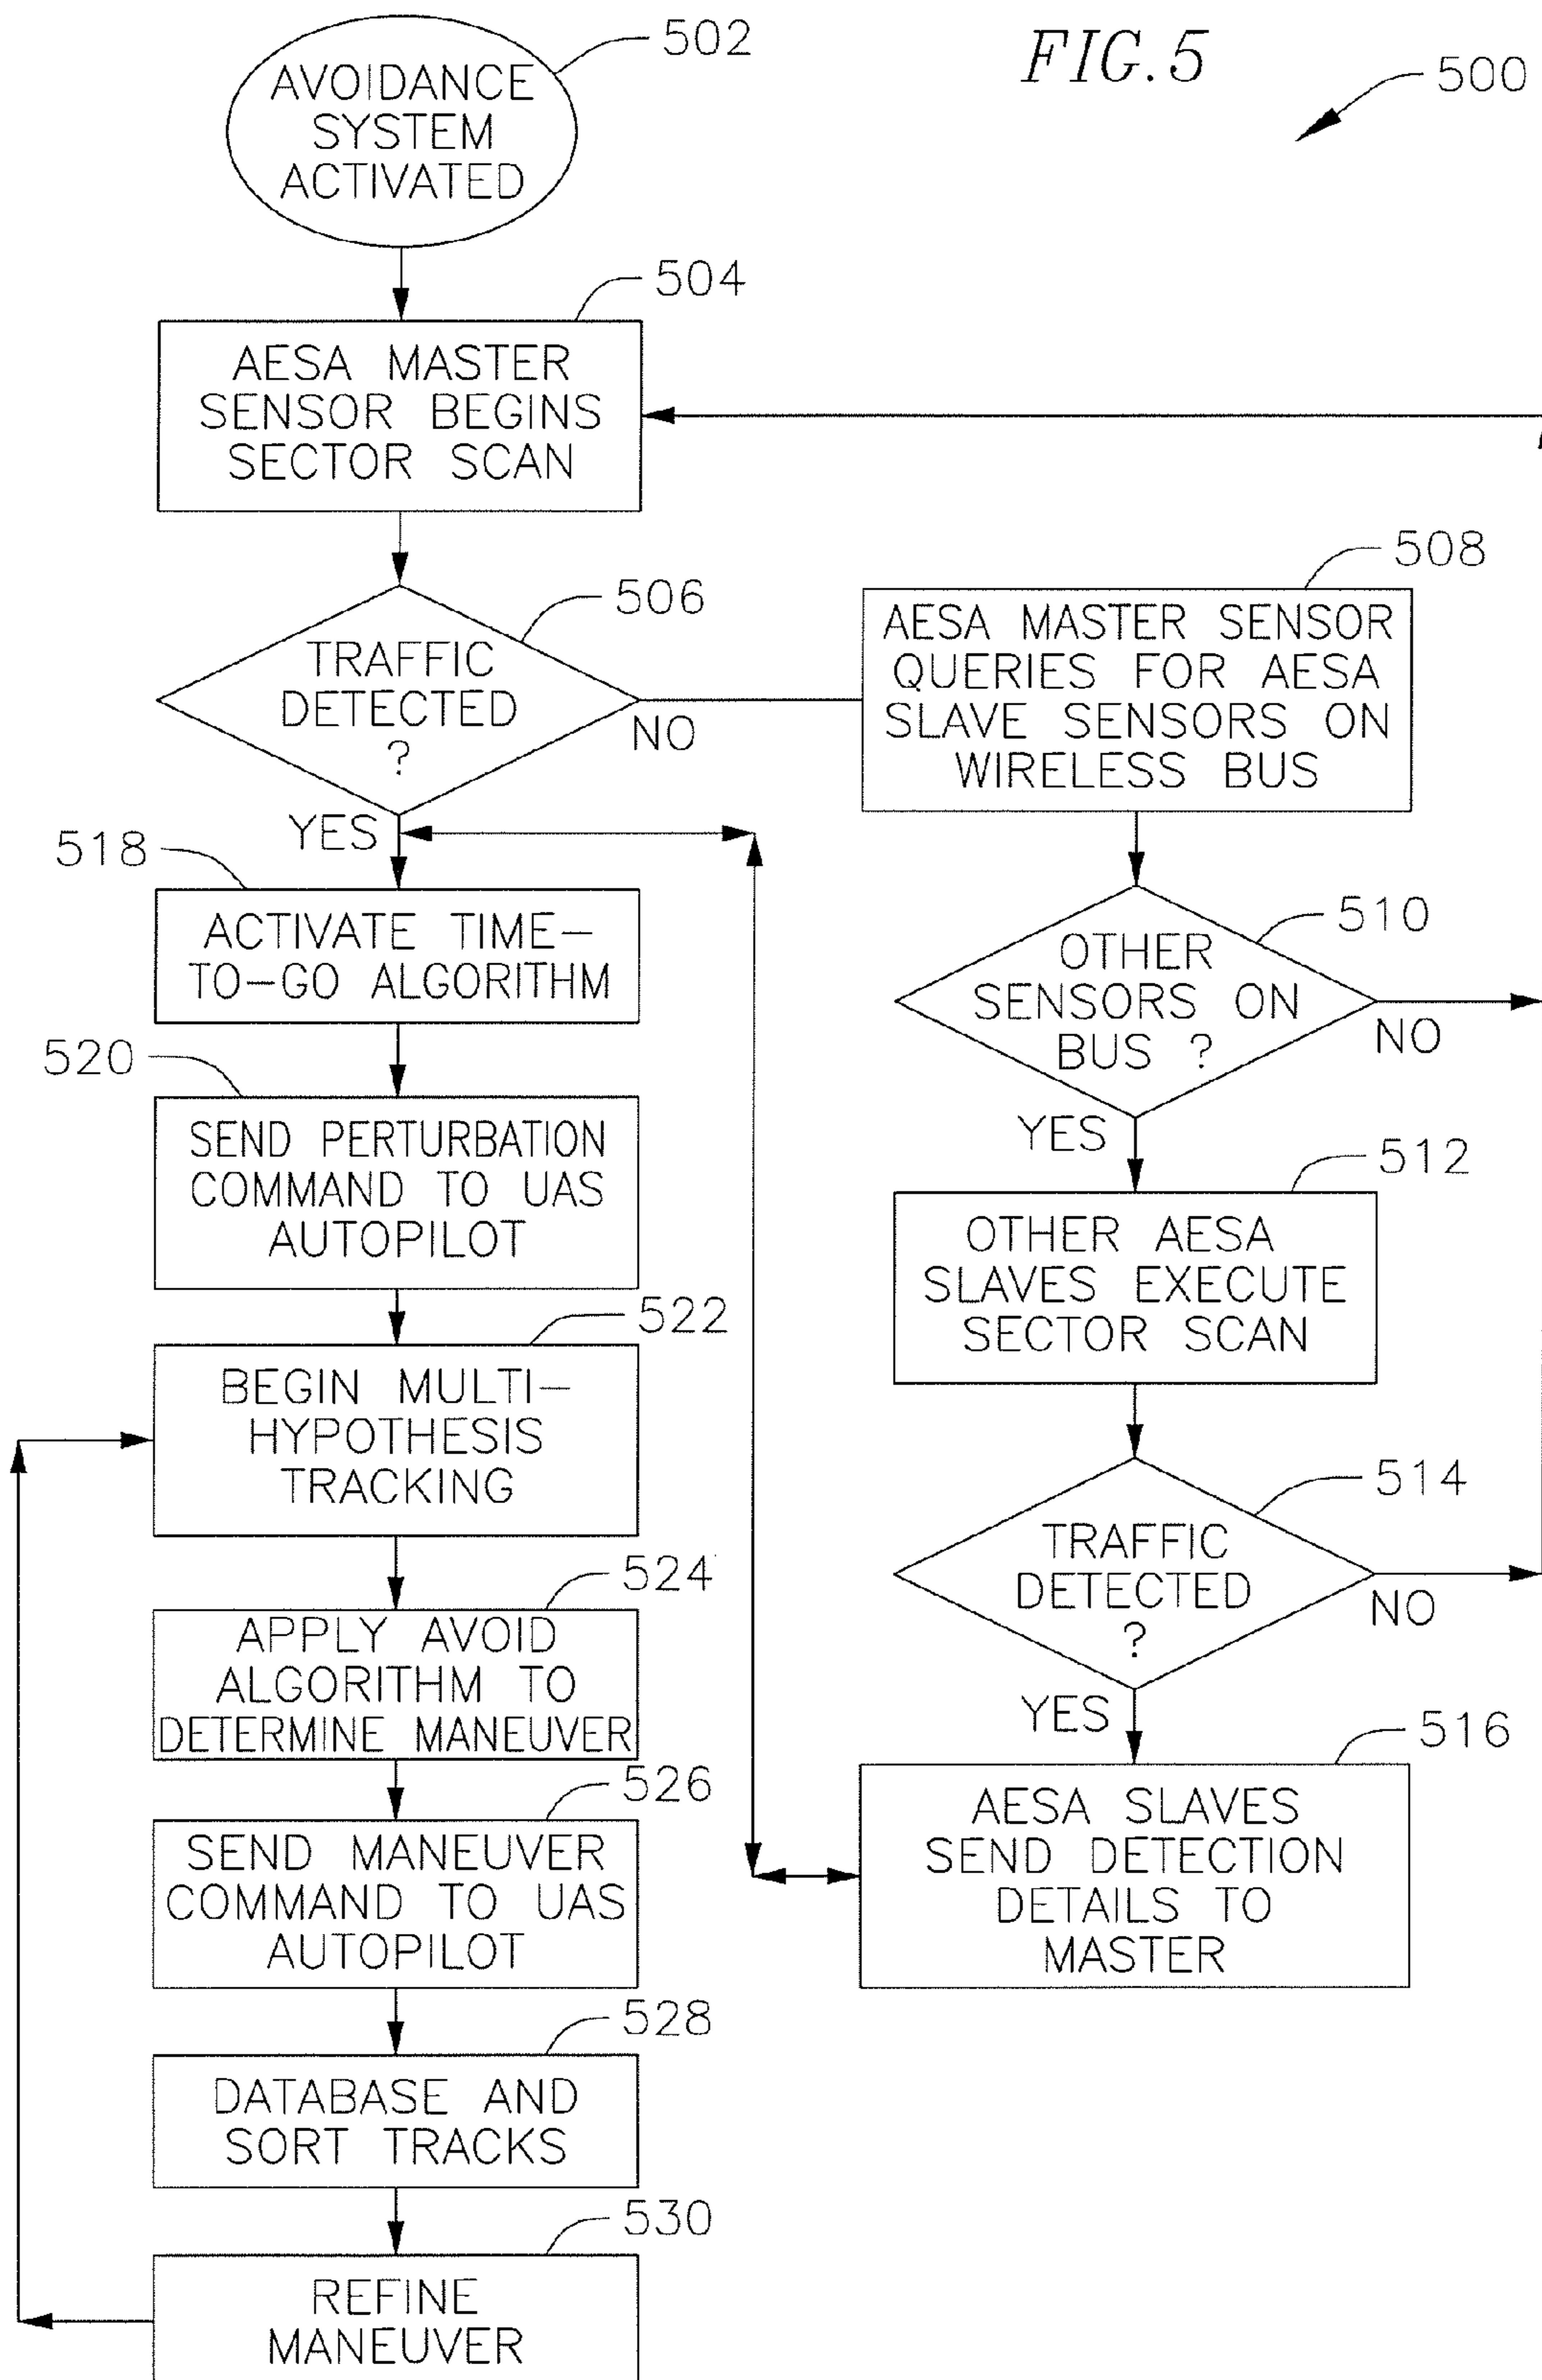 FIG.5
500
502
AVOIDANCE
SYSTEM
ACTIVATED
504
AESA MASTER
SENSOR BEGINS
SECTOR SCAN
506
TRAFFIC
DETECTED
?
NO
YES
508
AESA MASTER SENSOR
QUERIES FOR AESA
SLAVE SENSORS ON
WIRELESS BUS
510
OTHER
SENSORS ON
BUS ?
NO
YES
512
OTHER AESA
SLAVES EXECUTE
SECTOR SCAN
514
TRAFFIC
DETECTED
?
NO
YES
516
AESA SLAVES
SEND DETECTION
DETAILS TO
MASTER
518
ACTIVATE TIME-
TO-GO ALGORITHM
520
SEND PERTURBATION
COMMAND TO UAS
AUTOPILOT
522
BEGIN MULTI-
HYPOTHESIS
TRACKING
524
APPLY AVOID
ALGORITHM TO
DETERMINE MANEUVER
526
SEND MANEUVER
COMMAND TO UAS
AUTOPILOT
528
DATABASE AND
SORT TRACKS
530
REFINE
MANEUVER